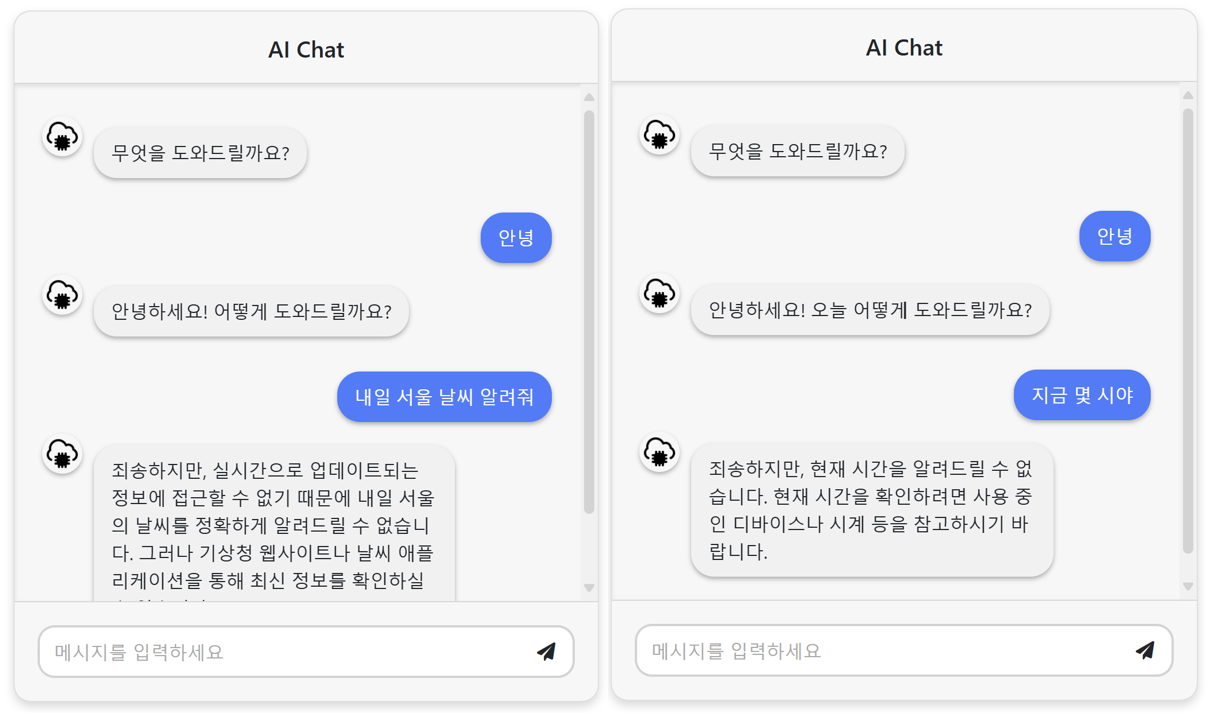 AI Chat
무엇을 도와드릴까요?
안녕
안녕하세요! 어떻게 도와드릴까요?
내일 서울 날씨 알려줘
죄송하지만, 실시간으로 업데이트되는
정보에 접근할 수 없기 때문에 내일 서울
의 날씨를 정확하게 알려드릴 수 없습니
다. 그러나 기상청 웹사이트나 날씨 애플
리케이션을 통해 최신 정보를 확인하실
메시지를 입력하세요
AI Chat
무엇을 도와드릴까요?
안녕
안녕하세요! 오늘 어떻게 도와드릴까요?
지금 몇 시야
죄송하지만, 현재 시간을 알려드릴 수 없
습니다. 현재 시간을 확인하려면 사용 중
인 디바이스나 시계 등을 참고하시기 바
랍니다.
메시지를 입력하세요